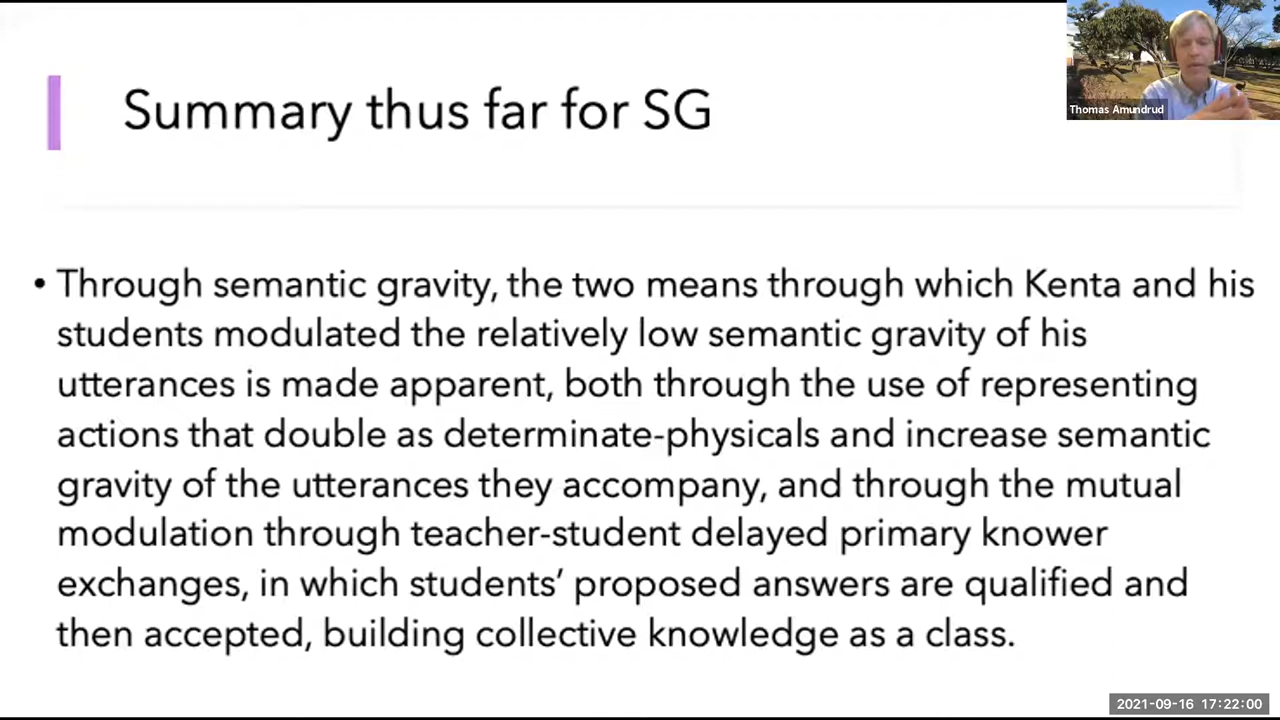 Summary thus far for SG
Thomas Amundrud
• Through semantic gravity, the two means through which Kenta and his
students modulated the relatively low semantic gravity of his
utterances is made apparent, both through the use of representing
actions that double as determinate-physicals and increase semantic
gravity of the utterances they accompany, and through the mutual
modulation through teacher-student delayed primary knower
exchanges, in which students’ proposed answers are qualified and
then accepted, building collective knowledge as a class.
2021-09-16 17:22:00